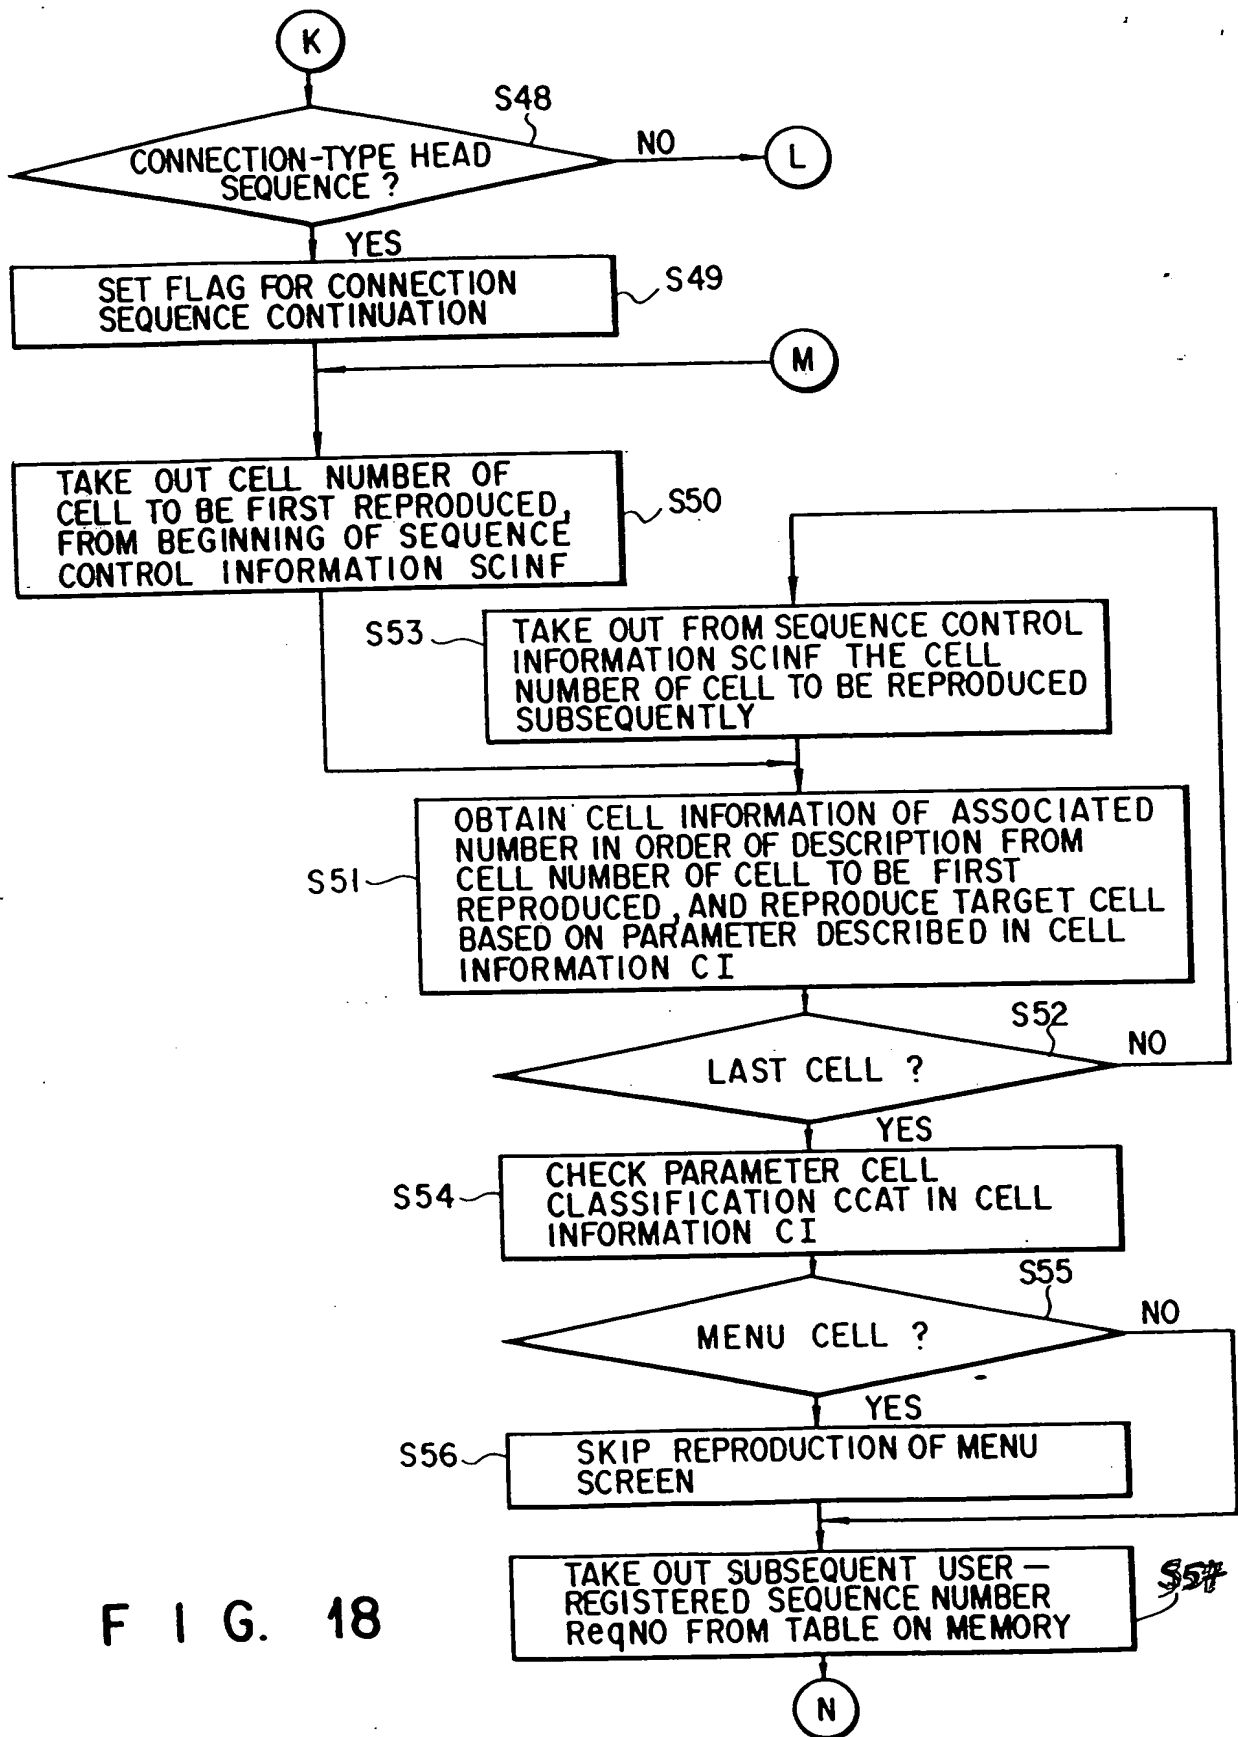 K
S48
CONNECTION-TYPE HEAD
SEQUENCE ?
NO
L
YES
SET FLAG FOR CONNECTION
SEQUENCE CONTINUATION
S49
M
TAKE OUT CELL NUMBER OF
CELL TO BE FIRST REPRODUCED,
FROM BEGINNING OF SEQUENCE
CONTROL INFORMATION SCINF
S50
S53
TAKE OUT FROM SEQUENCE CONTROL
INFORMATION SCINF THE CELL
NUMBER OF CELL TO BE REPRODUCED
SUBSEQUENTLY
S51
OBTAIN CELL INFORMATION OF ASSOCIATED
NUMBER IN ORDER OF DESCRIPTION FROM
CELL NUMBER OF CELL TO BE FIRST
REPRODUCED, AND REPRODUCE TARGET CELL
BASED ON PARAMETER DESCRIBED IN CELL
INFORMATION CI
S52
LAST CELL ?
NO
YES
S54
CHECK PARAMETER CELL
CLASSIFICATION CCAT IN CELL
INFORMATION CI
S55
MENU CELL ?
NO
YES
S56
SKIP REPRODUCTION OF MENU
SCREEN
TAKE OUT SUBSEQUENT USER-
REGISTERED SEQUENCE NUMBER
ReqNO FROM TABLE ON MEMORY
S57
N
FIG. 18